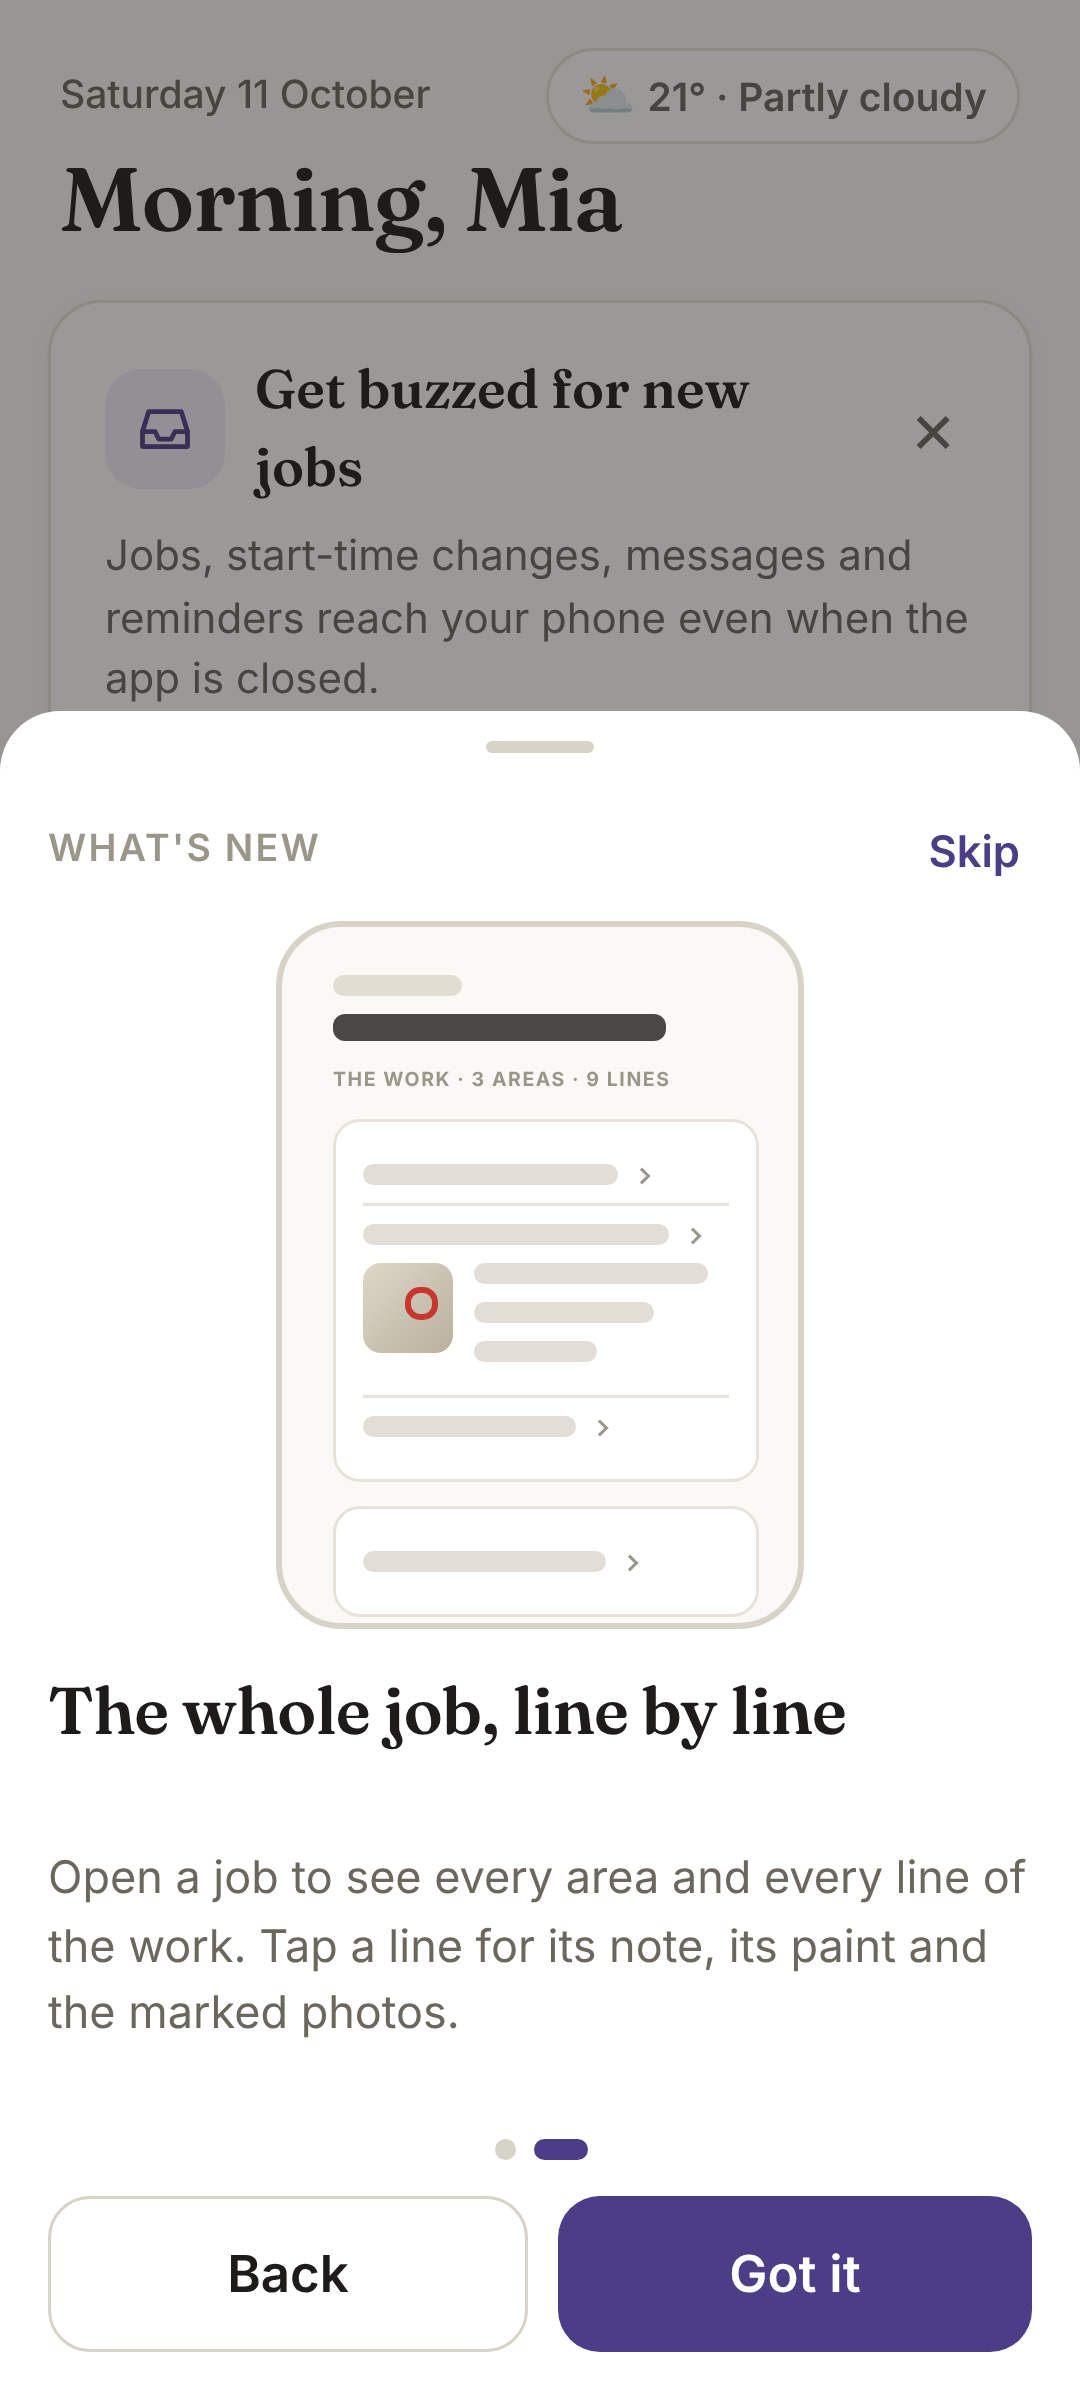 Saturday 11 October
⛅ 21° · Partly cloudy
Morning, Mia
Get buzzed for new
jobs
Jobs, start-time changes, messages and
reminders reach your phone even when the
app is closed.
WHAT'S NEW
Skip
THE WORK · 3 AREAS · 9 LINES
The whole job, line by line
Open a job to see every area and every line of
the work. Tap a line for its note, its paint and
the marked photos.
Back
Got it